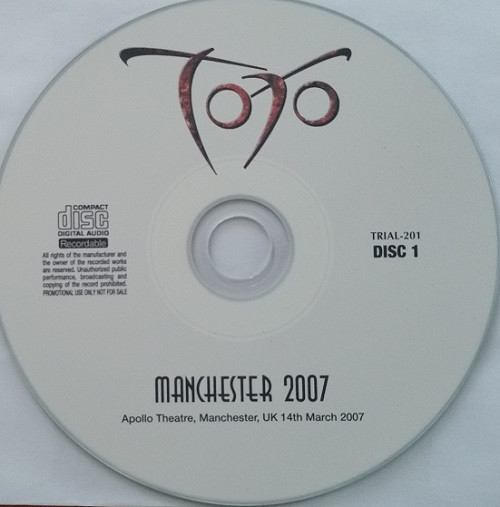 TOTO
COMPACT
disc
DIGITAL AUDIO
Recordable
All rights of the manufacturer and
the owner of the recorded works
are reserved. Unauthorized public
performance, broadcasting and
copying of the record prohibited.
PROMOTIONAL USE ONLY NOT FOR SALE
TRIAL-201
DISC 1
MANCHESTER 2007
Apollo Theatre, Manchester, UK 14th March 2007